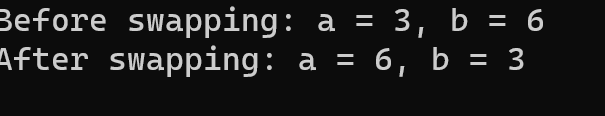 Before swapping: a = 3, b = 6
After swapping: a = 6, b = 3